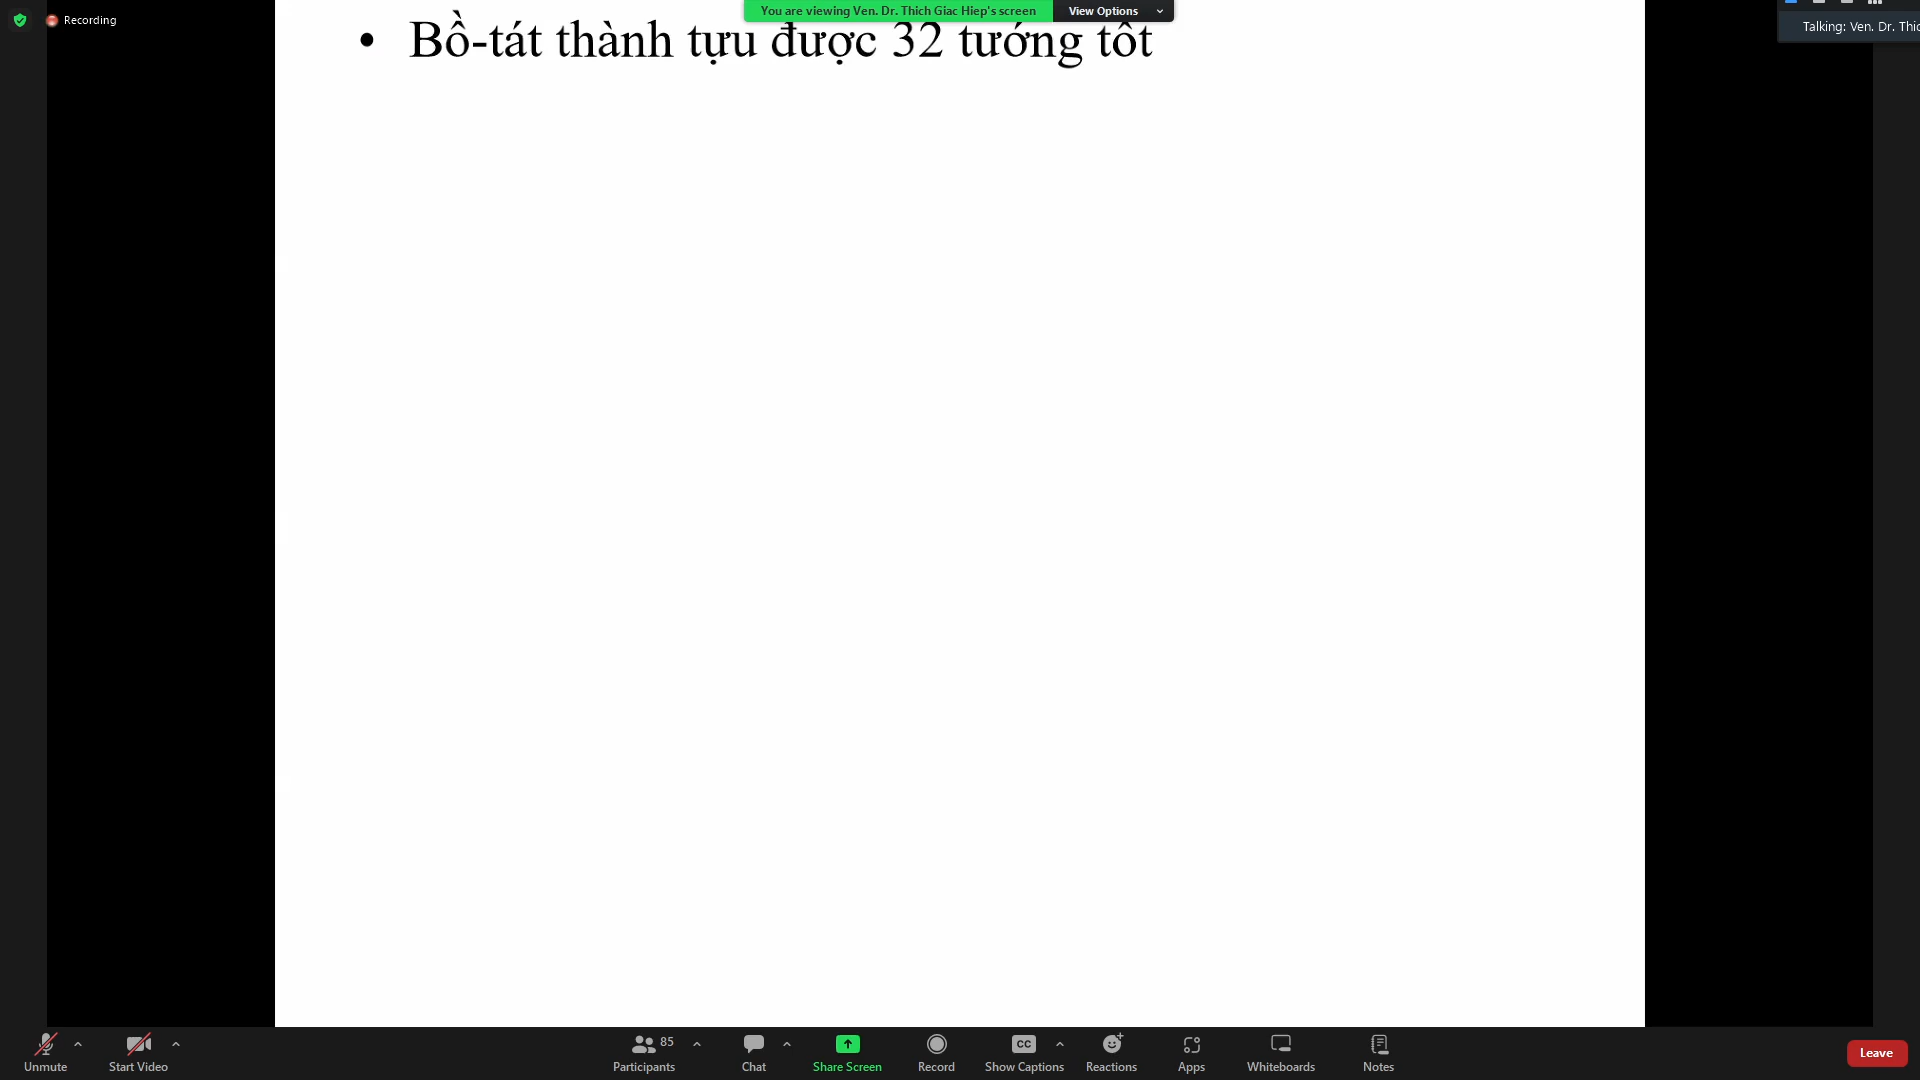 Recording
You are viewing Ven. Dr. Thich Giac Hiep's screen
View Options
Talking: Ven. Dr.
• Bồ-tát thành tựu được 32 tướng tốt
Unmute
Start Video
85
Participants
Chat
Share Screen
Record
CC
Show Captions
Reactions
Apps
Whiteboards
Notes
Leave